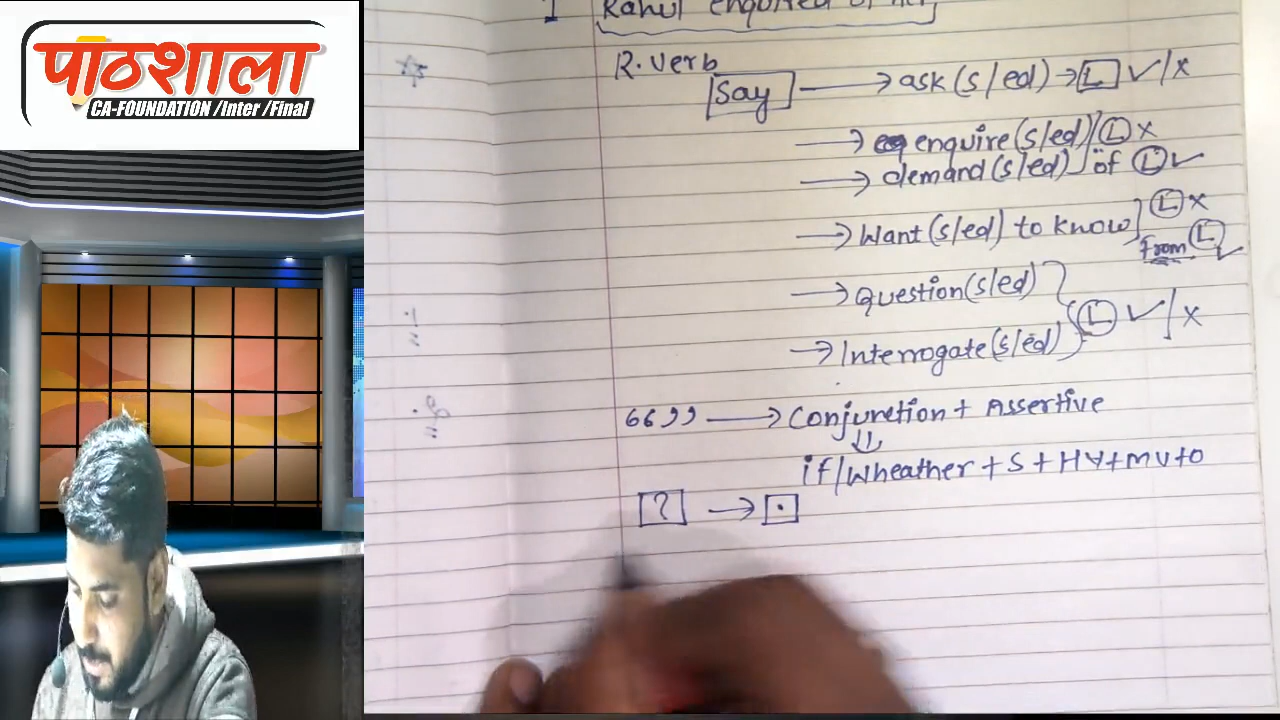 पाठशाला
CA-FOUNDATION /Inter /Final
I Rahul enquired of her,
R. verb
Say → ask (s/ed) → L ✓/x
→ enquire (s/ed) L x
→ demand (s/ed) of L ✓
→ Want (s/ed) to know L x
From L ✓
→ Question (s/ed)
→ Interrogate (s/ed) L ✓ / x
“ ” → Conjunction + Assertive
⇓
if/Wheather + S + HV + MV + O
? → .